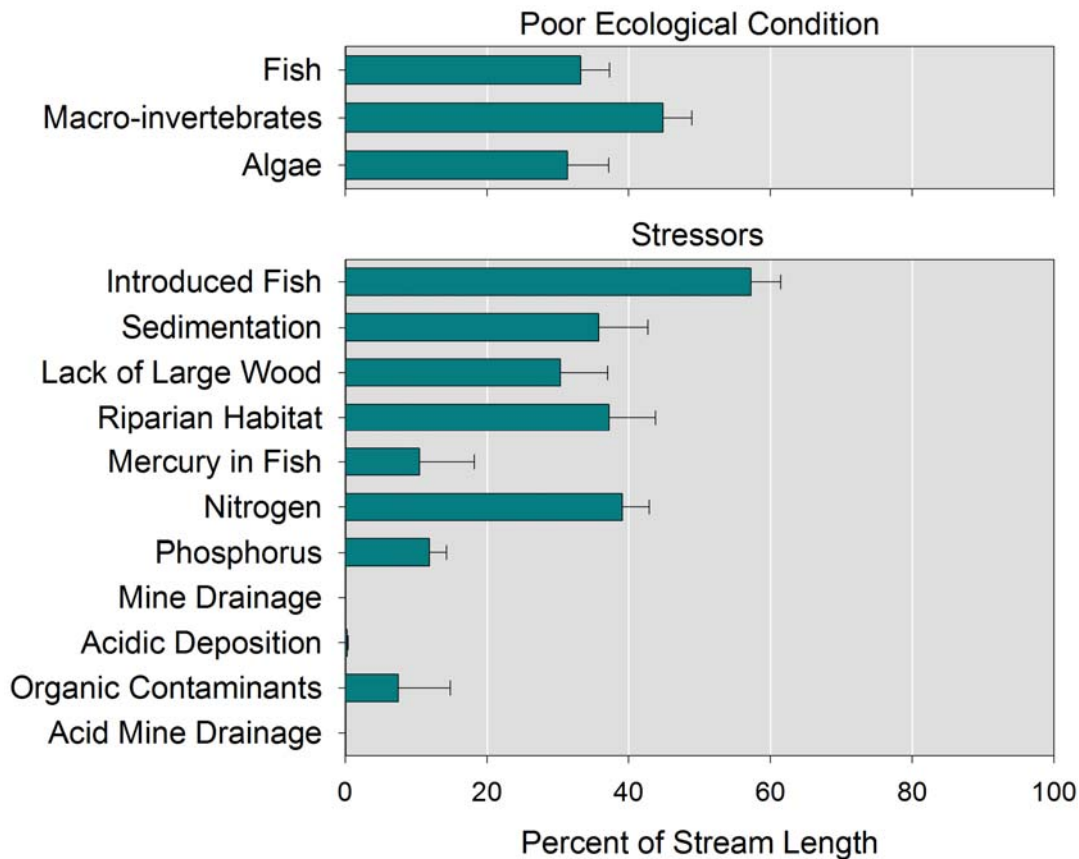 Poor Ecological Condition
Fish
Macro-invertebrates
Algae
Stressors
Introduced Fish
Sedimentation
Lack of Large Wood
Riparian Habitat
Mercury in Fish
Nitrogen
Phosphorus
Mine Drainage
Acidic Deposition
Organic Contaminants
Acid Mine Drainage
0 20 40 60 80 100
Percent of Stream Length